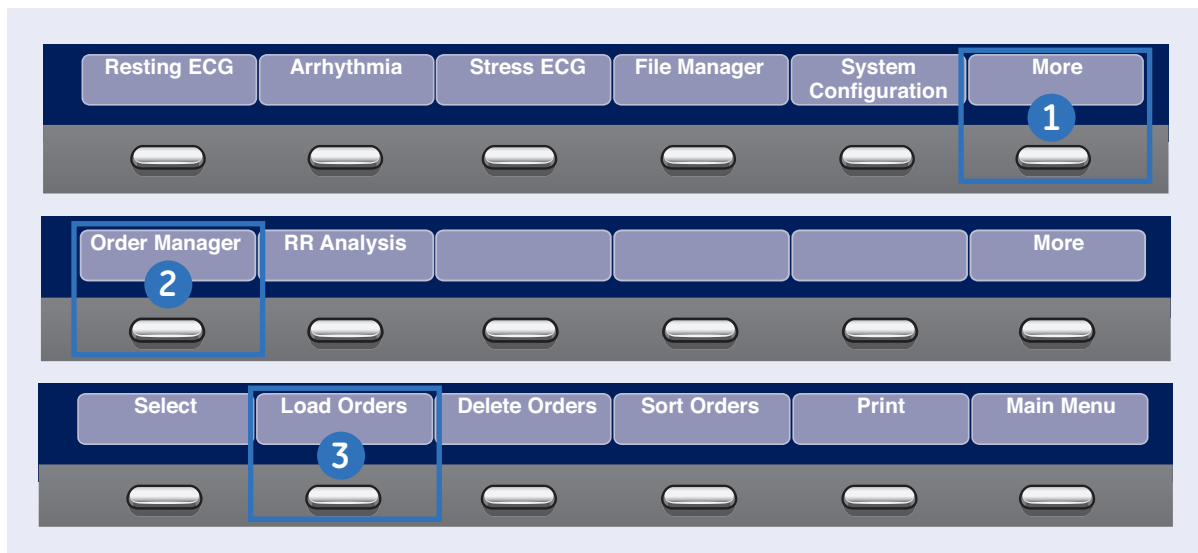 Resting ECG Arrhythmia Stress ECG File Manager System Configuration More
1
Order Manager RR Analysis More
2
Select Load Orders Delete Orders Sort Orders Print Main Menu
3